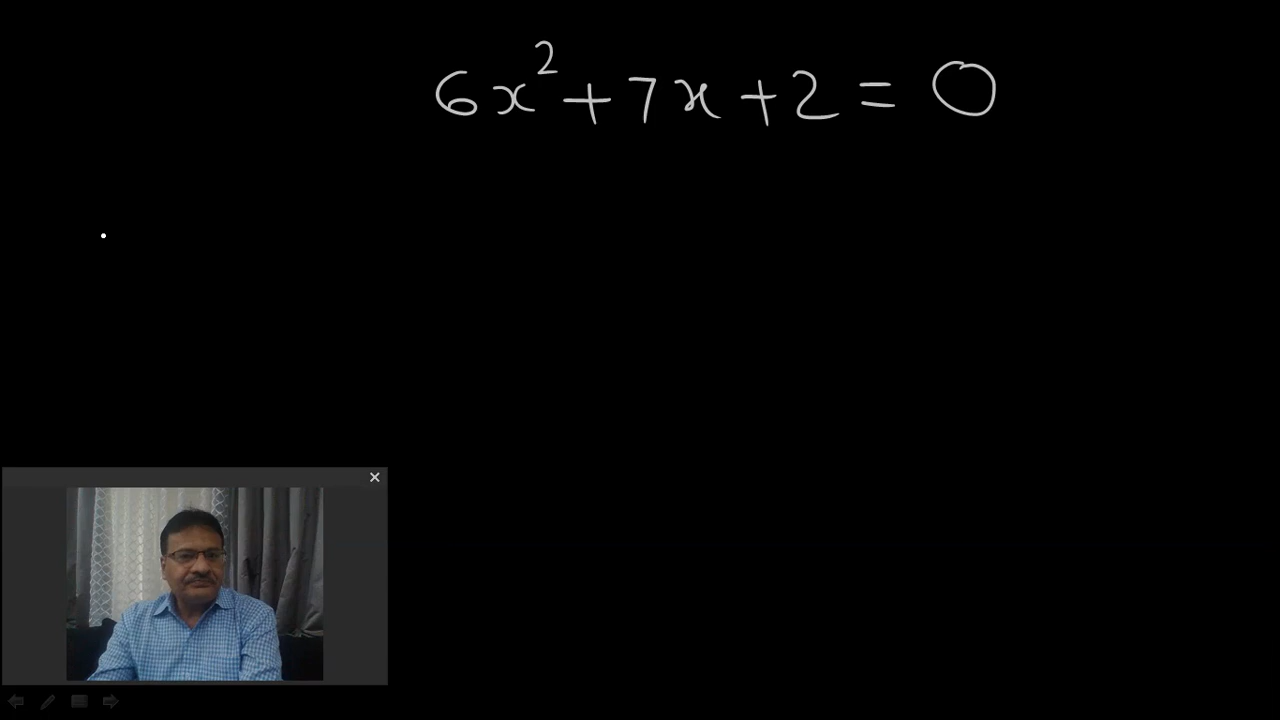 6x² + 7x + 2 = 0